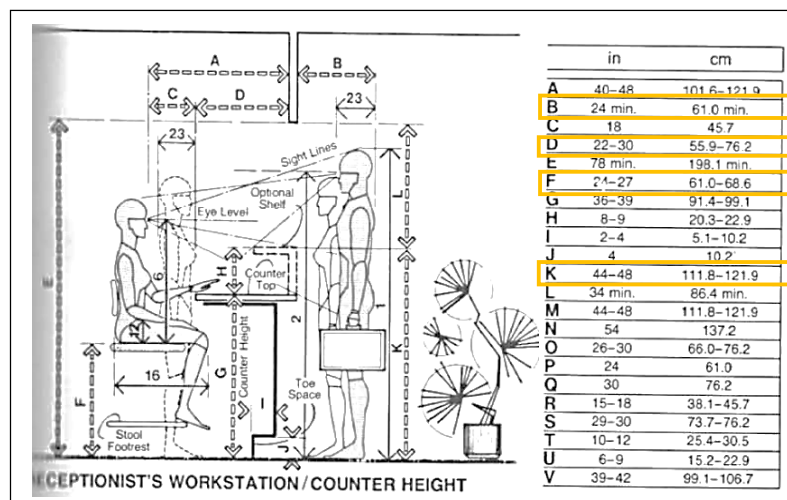 A
B
C
D
23
23
Sight Lines
Optional
Shelf
Eye Level
L
E
6
H
Counter
Top
12
2
1
16
G
Counter Height
K
F
I
Toe
Space
J
Stool
Footrest
ECEPTIONIST'S WORKSTATION/COUNTER HEIGHT
in cm
A 40–48 101.6–121.9
B 24 min. 61.0 min.
C 18 45.7
D 22–30 55.9–76.2
E 78 min. 198.1 min.
F 24–27 61.0–68.6
G 36–39 91.4–99.1
H 8–9 20.3–22.9
I 2–4 5.1–10.2
J 4 10.2
K 44–48 111.8–121.9
L 34 min. 86.4 min.
M 44–48 111.8–121.9
N 54 137.2
O 26–30 66.0–76.2
P 24 61.0
Q 30 76.2
R 15–18 38.1–45.7
S 29–30 73.7–76.2
T 10–12 25.4–30.5
U 6–9 15.2–22.9
V 39–42 99.1–106.7